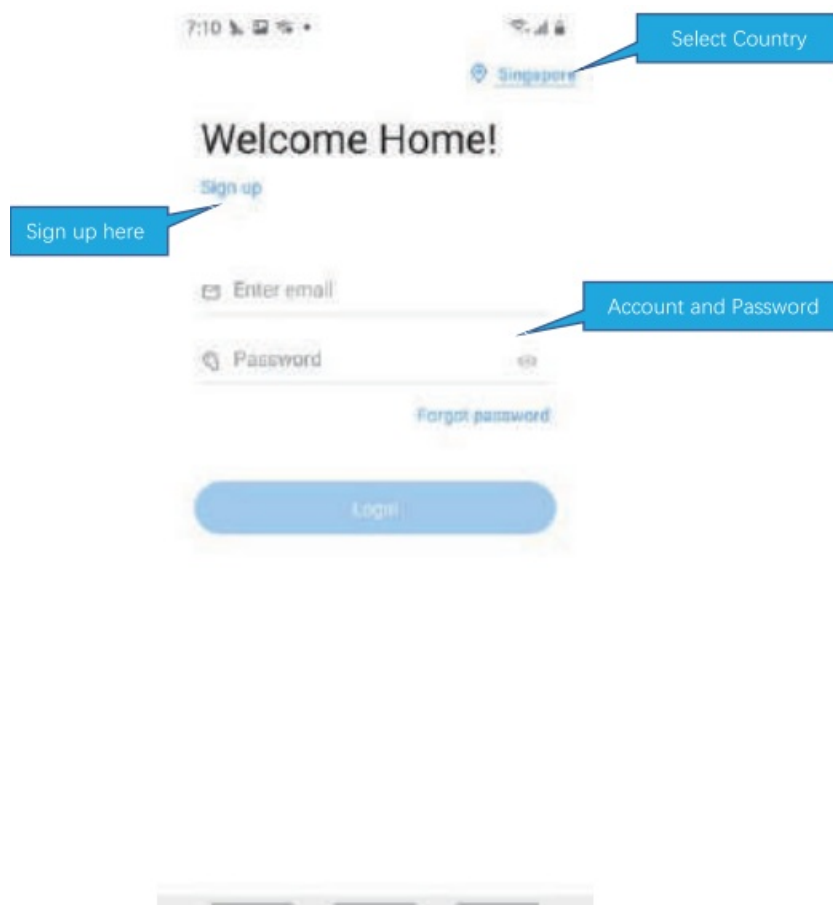 7:10
Select Country
Singapore
Welcome Home!
Sign up
Sign up here
Enter email
Account and Password
Password
Forgot password
Login